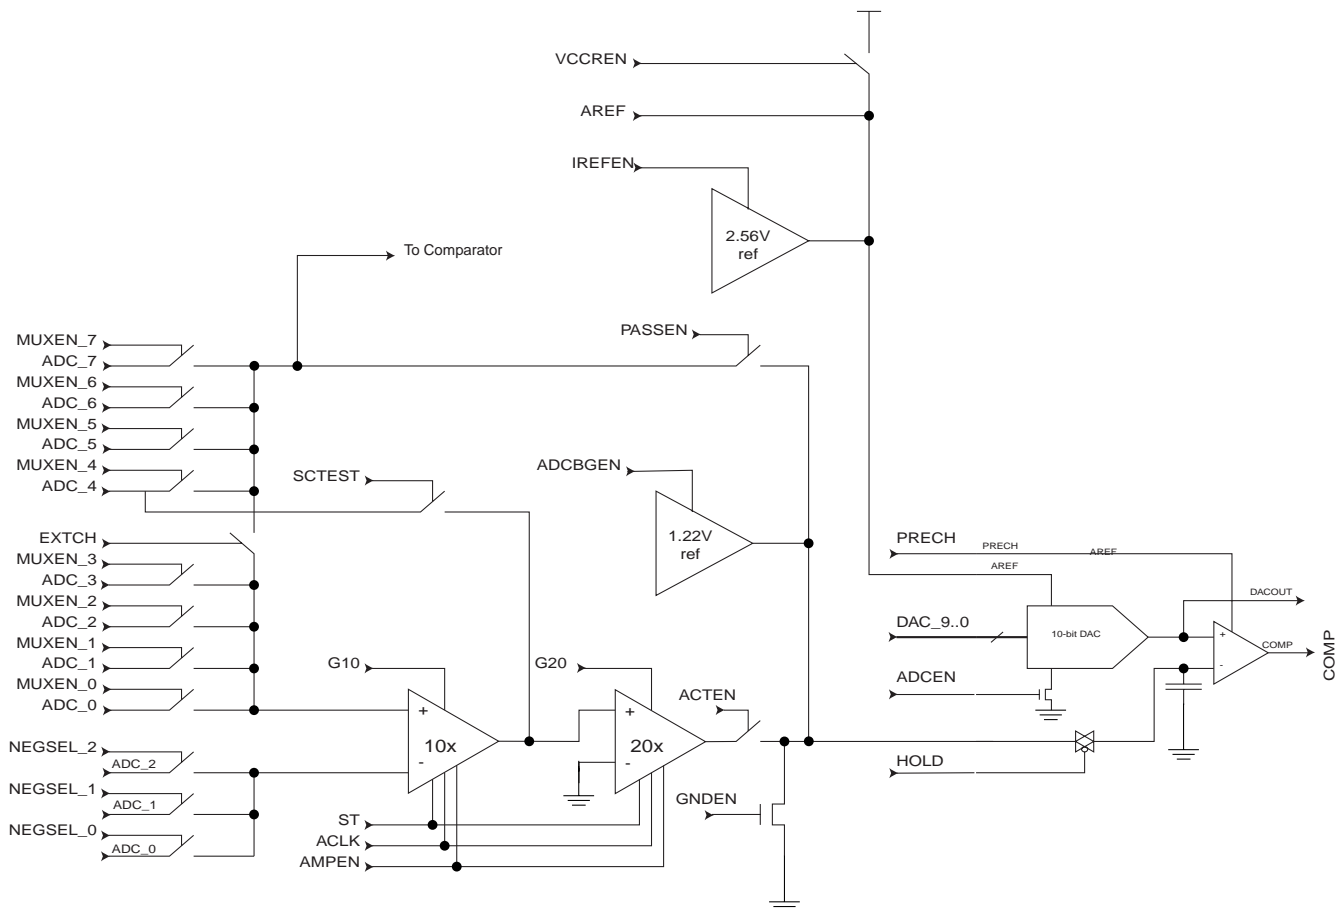 VCCREN
AREF
IREFEN
2.56V
ref
To Comparator
PASSEN
MUXEN_7
ADC_7
MUXEN_6
ADC_6
MUXEN_5
ADC_5
MUXEN_4
ADC_4
SCTEST
ADCBGEN
1.22V
ref
EXTCH
MUXEN_3
ADC_3
MUXEN_2
ADC_2
MUXEN_1
ADC_1
MUXEN_0
ADC_0
PRECH
PRECH
AREF
AREF
DACOUT
DAC_9..0
10-bit DAC
+
-
COMP
COMP
ADCEN
HOLD
G10
+
10x
-
G20
+
20x
-
ACTEN
NEGSEL_2
ADC_2
NEGSEL_1
ADC_1
NEGSEL_0
ADC_0
ST
ACLK
AMPEN
GNDEN